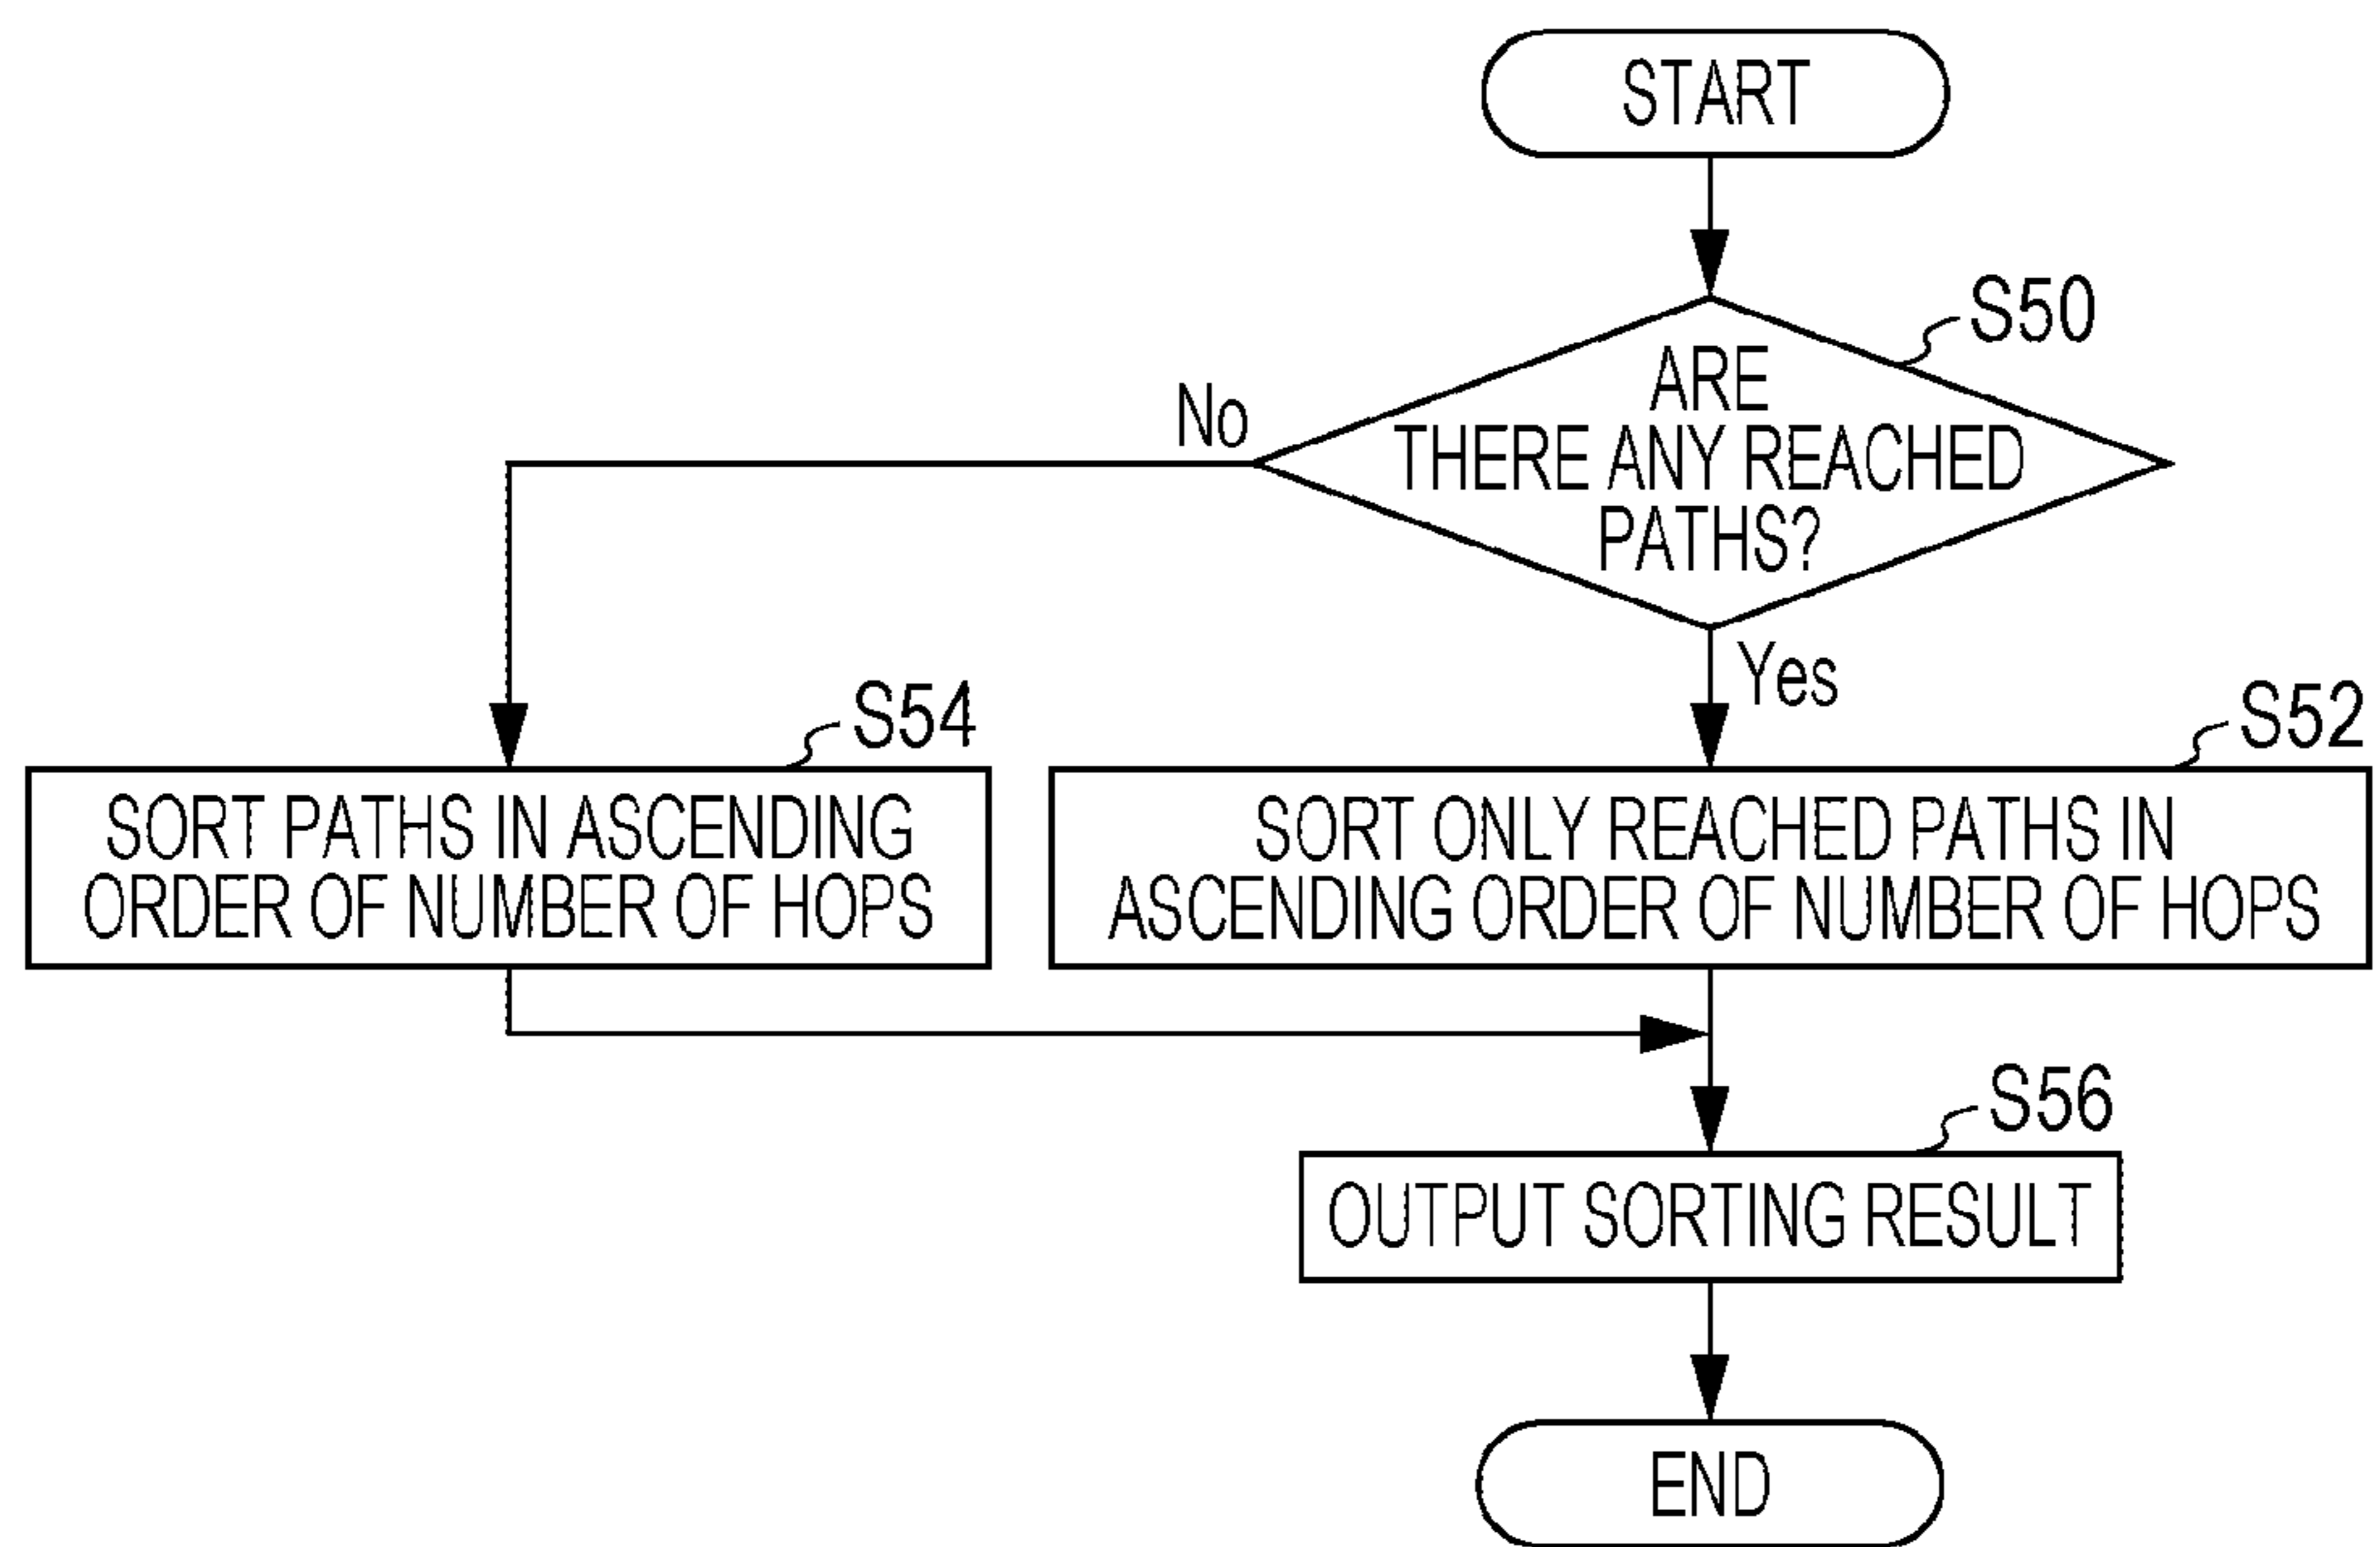 START
S50
ARE
THERE ANY REACHED
PATHS?
No
Yes
S54
SORT PATHS IN ASCENDING
ORDER OF NUMBER OF HOPS
S52
SORT ONLY REACHED PATHS IN
ASCENDING ORDER OF NUMBER OF HOPS
S56
OUTPUT SORTING RESULT
END